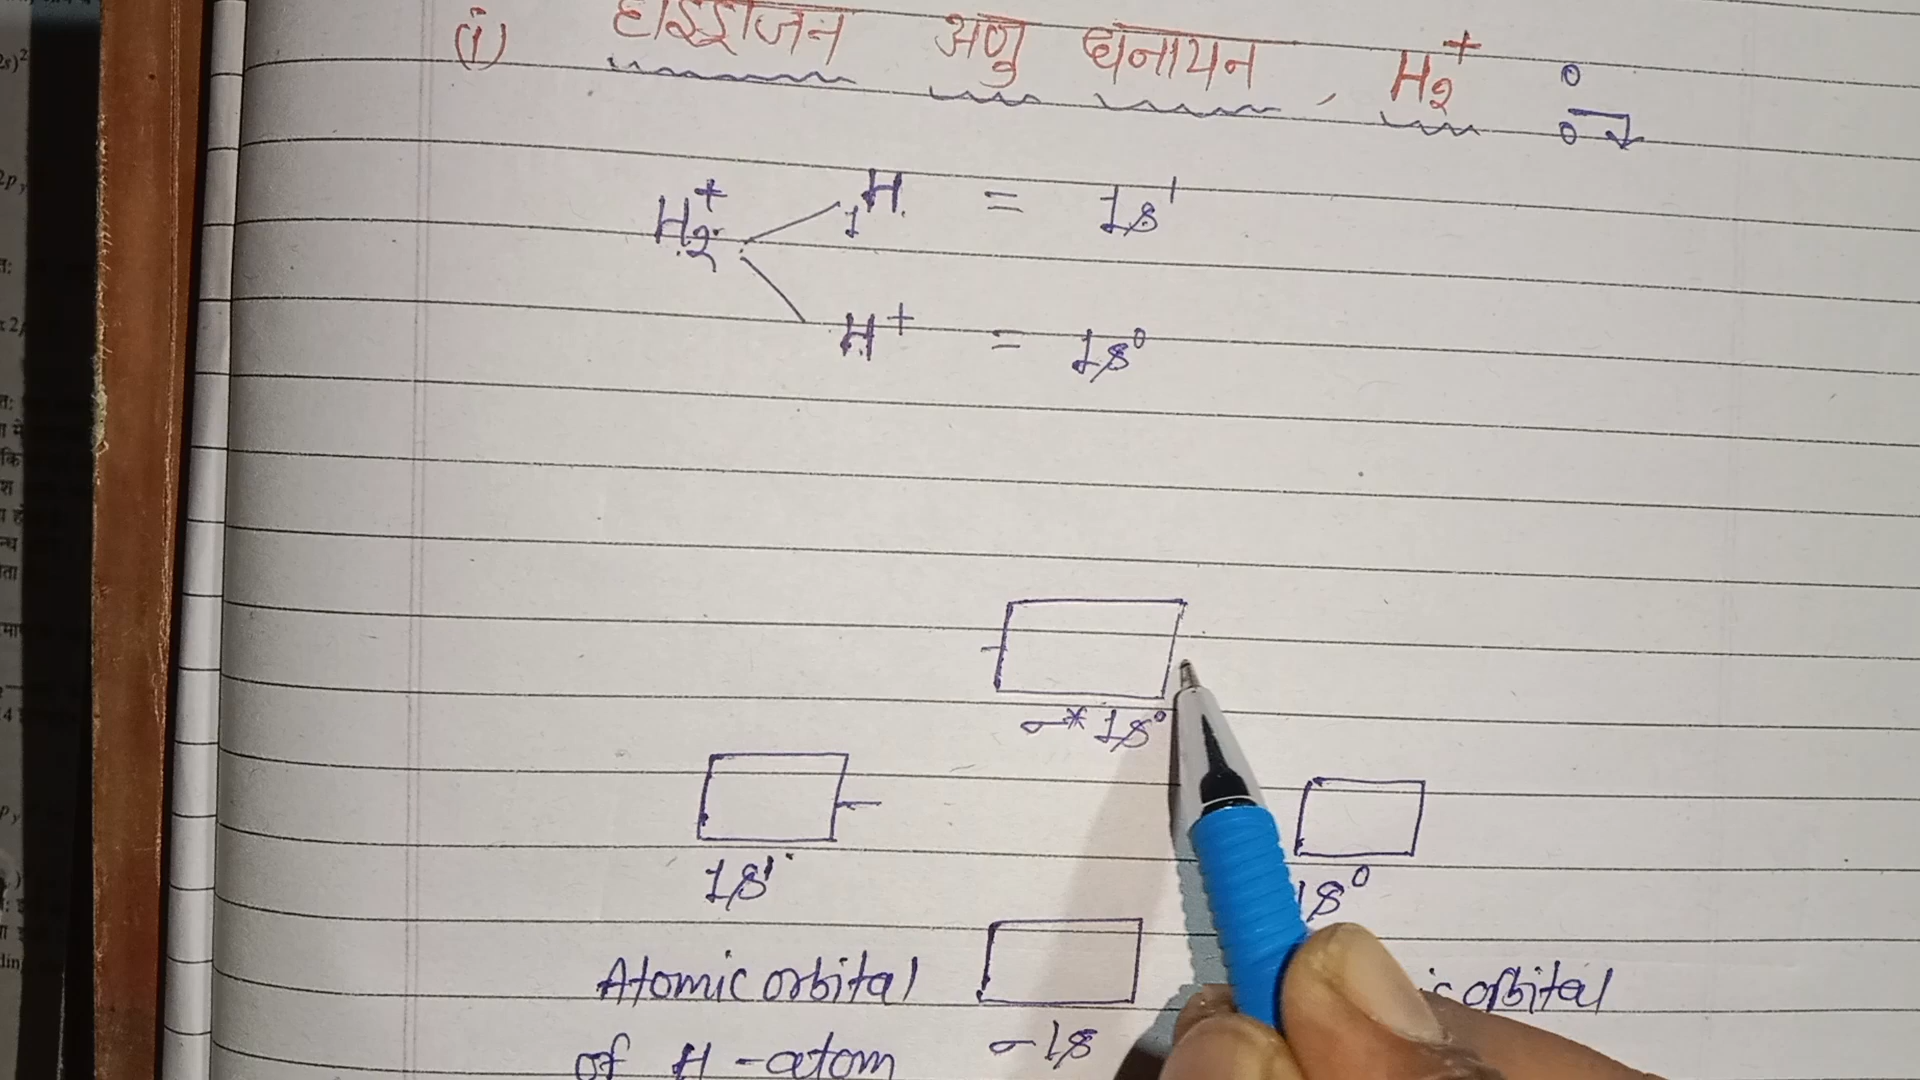 (i) हाइड्रोजन अणु धनायन, H₂⁺ :→
H₂⁺ ₁H = 1s¹
H⁺ = 1s⁰
σ* 1s⁰
1s¹
1s⁰
Atomic orbital
orbital
of H-atom
σ1s